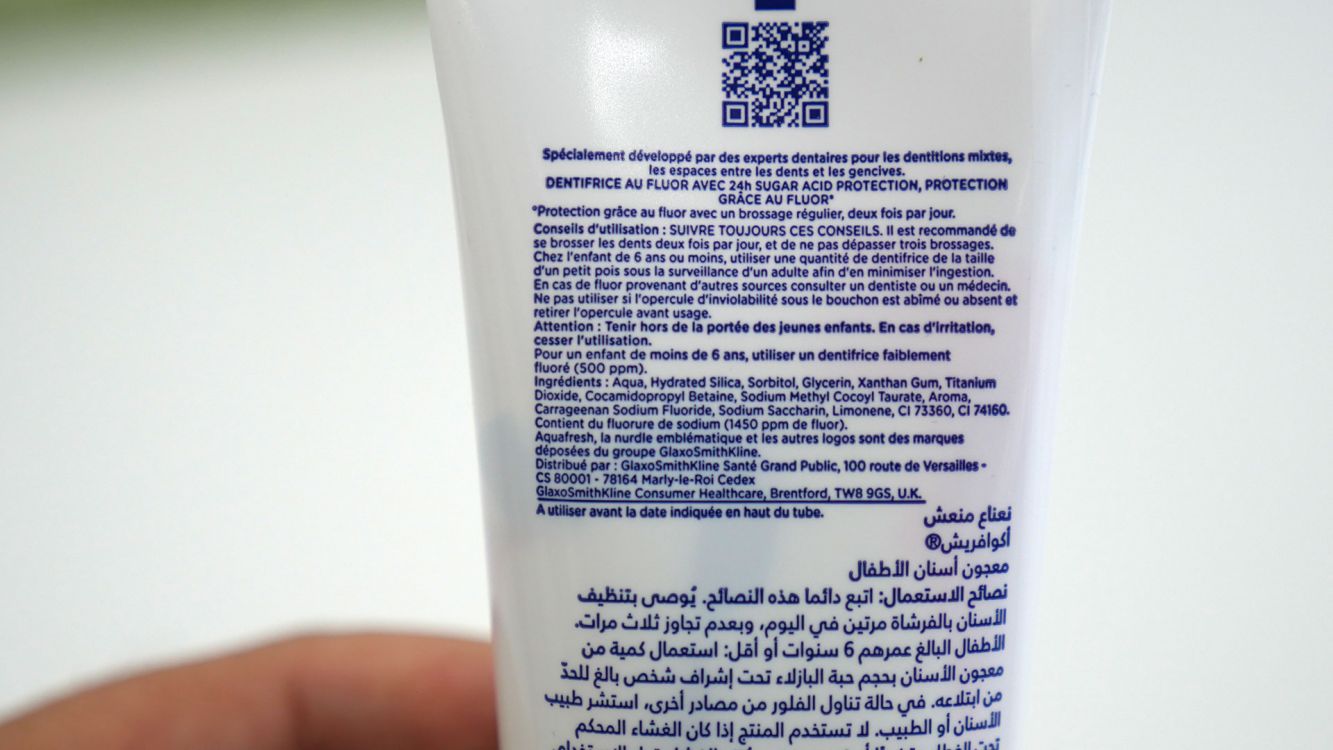 Spécialement développé par des experts dentaires pour les dentitions mixtes,
les espaces entre les dents et les gencives.
DENTIFRICE AU FLUOR AVEC 24h SUGAR ACID PROTECTION, PROTECTION
GRÂCE AU FLUOR*
*Protection grâce au fluor avec un brossage régulier, deux fois par jour.
Conseils d'utilisation : SUIVRE TOUJOURS CES CONSEILS. Il est recommandé de
se brosser les dents deux fois par jour, et de ne pas dépasser trois brossages.
Chez l'enfant de 6 ans ou moins, utiliser une quantité de dentifrice de la taille
d'un petit pois sous la surveillance d'un adulte afin d'en minimiser l'ingestion.
En cas de fluor provenant d'autres sources consulter un dentiste ou un médecin.
Ne pas utiliser si l'opercule d'inviolabilité sous le bouchon est abîmé ou absent et
retirer l'opercule avant usage.
Attention : Tenir hors de la portée des jeunes enfants. En cas d'irritation,
cesser l'utilisation.
Pour un enfant de moins de 6 ans, utiliser un dentifrice faiblement
fluoré (500 ppm).
Ingrédients : Aqua, Hydrated Silica, Sorbitol, Glycerin, Xanthan Gum, Titanium
Dioxide, Cocamidopropyl Betaine, Sodium Methyl Cocoyl Taurate, Aroma,
Carrageenan Sodium Fluoride, Sodium Saccharin, Limonene, CI 73360, CI 74160.
Contient du fluorure de sodium (1450 ppm de fluor).
Aquafresh, la nurdle emblématique et les autres logos sont des marques
déposées du groupe GlaxoSmithKline.
Distribué par : GlaxoSmithKline Santé Grand Public, 100 route de Versailles -
CS 80001 - 78164 Marly-le-Roi Cedex
GlaxoSmithKline Consumer Healthcare, Brentford, TW8 9GS, U.K.
A utiliser avant la date indiquée en haut du tube.
نعناع منعش
أكوافريش®
معجون أسنان الأطفال
نصائح الاستعمال: اتبع دائما هذه النصائح. يُوصى بتنظيف
الأسنان بالفرشاة مرتين في اليوم، وبعدم تجاوز ثلاث مرات.
الأطفال البالغ عمرهم 6 سنوات أو أقل: استعمال كمية من
معجون الأسنان بحجم حبة البازلاء تحت إشراف شخص بالغ للحدّ
من ابتلاعه. في حالة تناول الفلور من مصادر أخرى، استشر طبيب
الأسنان أو الطبيب. لا تستخدم المنتج إذا كان الغشاء المحكم